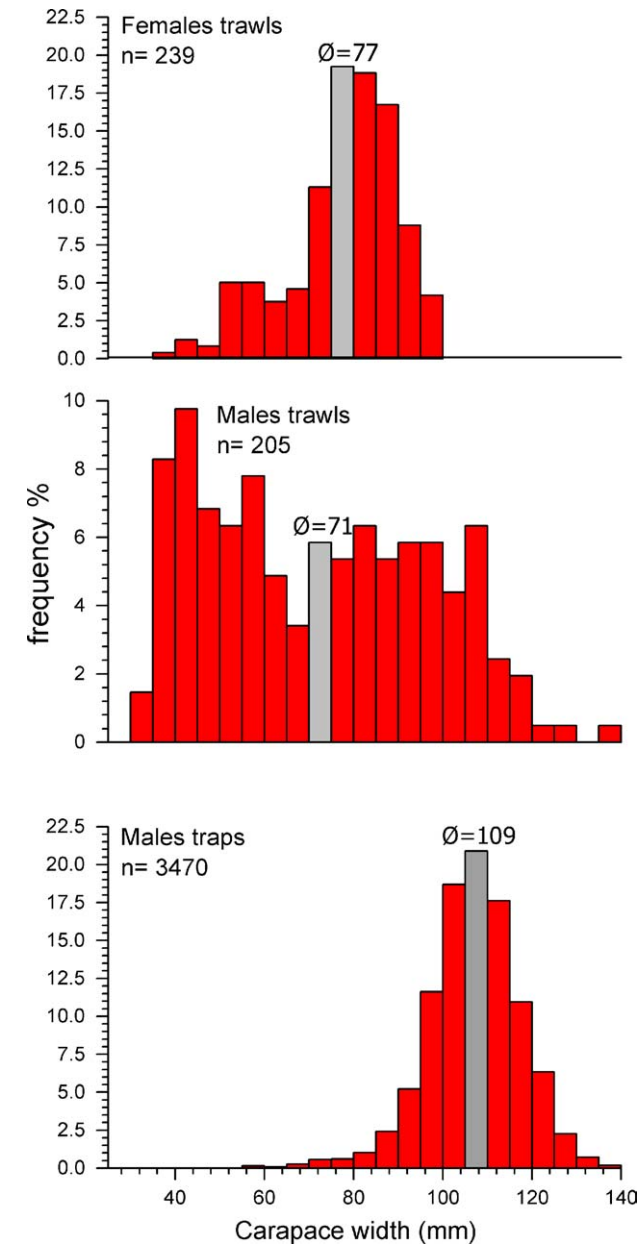 22.5
Females trawls
20.0
n= 239
Ø=77
17.5
15.0
12.5
10.0
7.5
5.0
2.5
0.0
10
Males trawls
n= 205
8
Ø=71
6
4
2
0
frequency %
22.5
Males traps
Ø=109
20.0
n= 3470
17.5
15.0
12.5
10.0
7.5
5.0
2.5
0.0
40 60 80 100 120 140
Carapace width (mm)